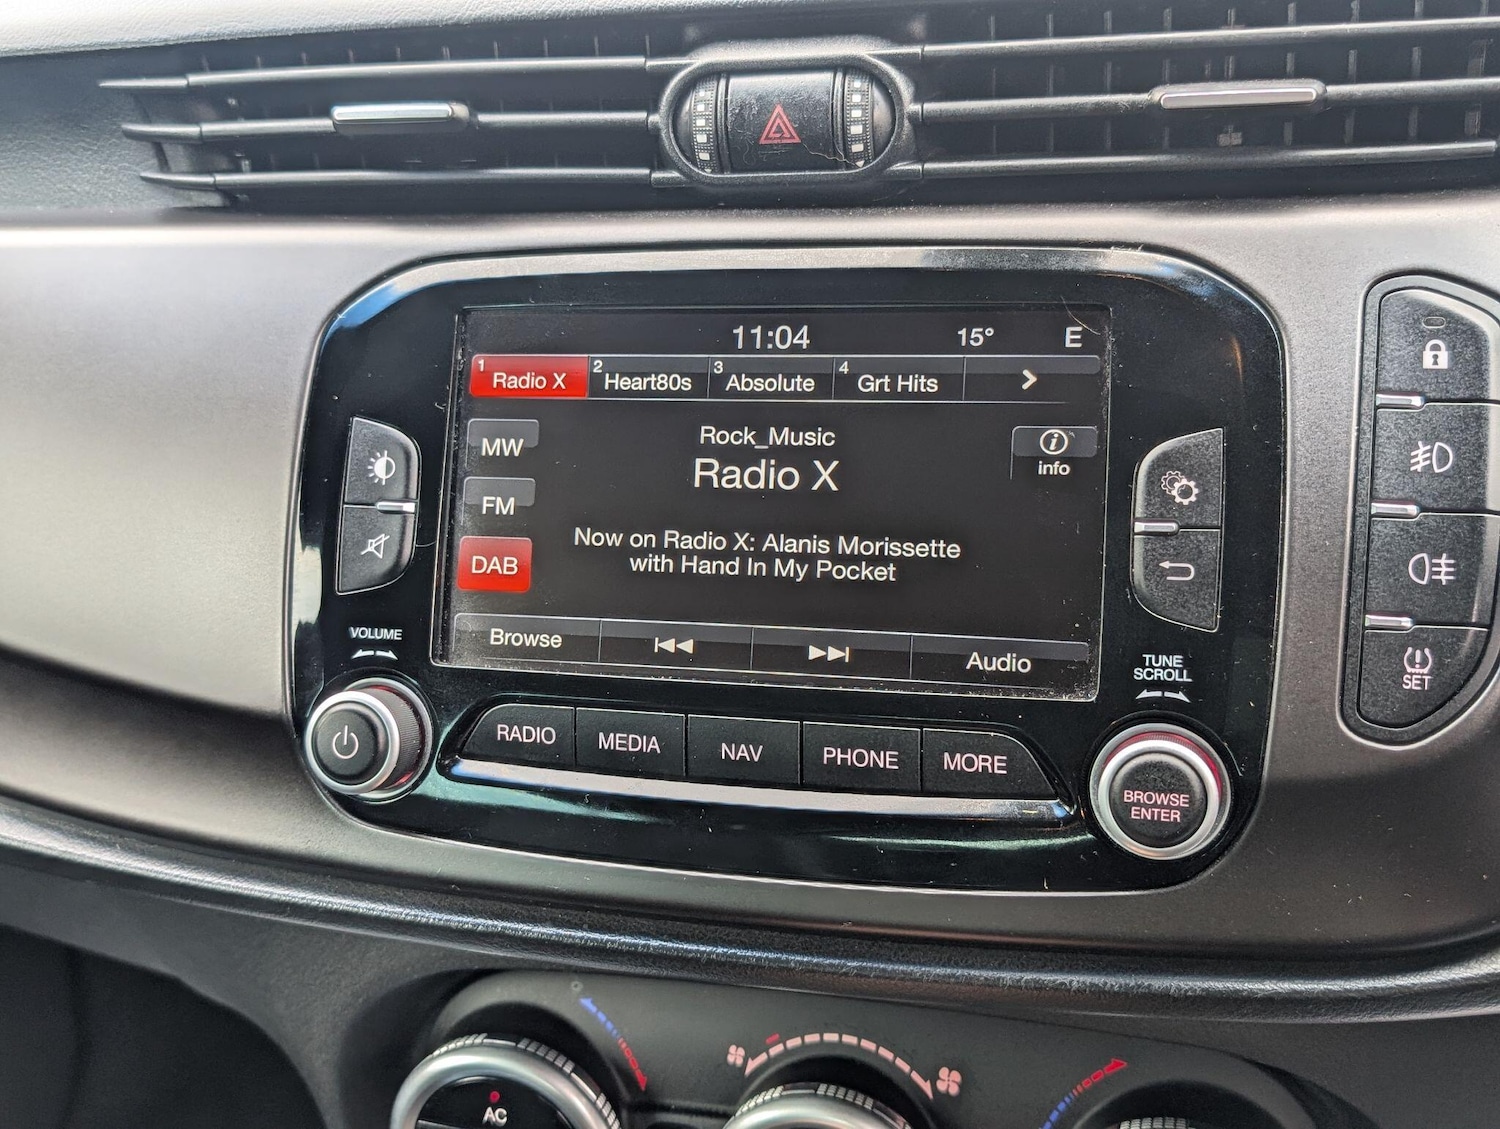 11:04 15° E
1 Radio X 2 Heart80s 3 Absolute 4 Grt Hits
MW
Rock_Music
Radio X
info
FM
Now on Radio X: Alanis Morissette
with Hand In My Pocket
DAB
Browse Audio
VOLUME
TUNE
SCROLL
SET
RADIO MEDIA NAV PHONE MORE
BROWSE
ENTER
AC